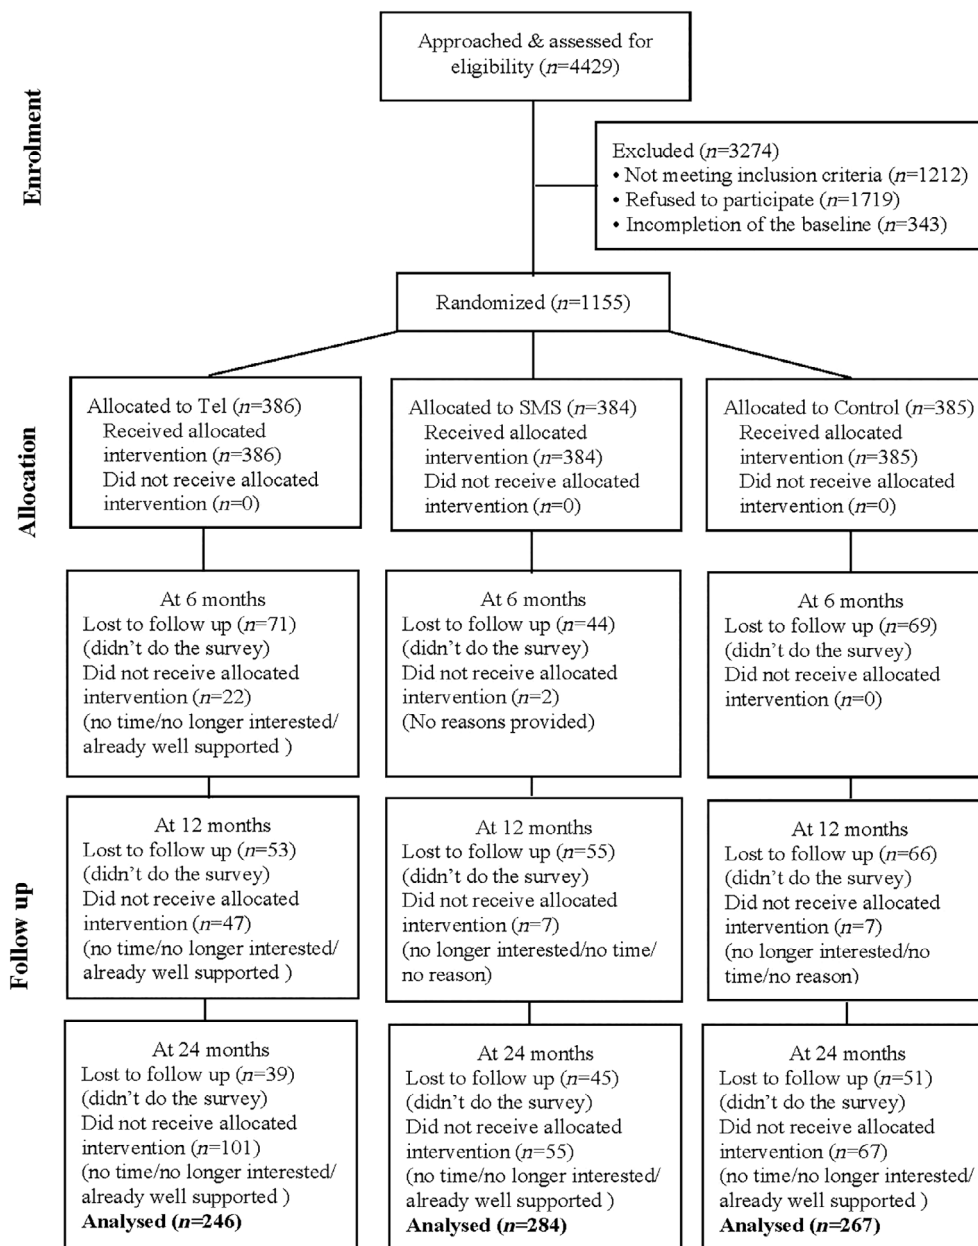 Approached & assessed for
eligibility (n=4429)
Enrolment
Excluded (n=3274)
• Not meeting inclusion criteria (n=1212)
• Refused to participate (n=1719)
• Incompletion of the baseline (n=343)
Randomized (n=1155)
Allocation
Allocated to Tel (n=386)
Received allocated
intervention (n=386)
Did not receive allocated
intervention (n=0)
Allocated to SMS (n=384)
Received allocated
intervention (n=384)
Did not receive allocated
intervention (n=0)
Allocated to Control (n=385)
Received allocated
intervention (n=385)
Did not receive allocated
intervention (n=0)
Follow up
At 6 months
Lost to follow up (n=71)
(didn't do the survey)
Did not receive allocated
intervention (n=22)
(no time/no longer interested/
already well supported )
At 6 months
Lost to follow up (n=44)
(didn't do the survey)
Did not receive allocated
intervention (n=2)
(No reasons provided)
At 6 months
Lost to follow up (n=69)
(didn't do the survey)
Did not receive allocated
intervention (n=0)
At 12 months
Lost to follow up (n=53)
(didn't do the survey)
Did not receive allocated
intervention (n=47)
(no time/no longer interested/
already well supported )
At 12 months
Lost to follow up (n=55)
(didn't do the survey)
Did not receive allocated
intervention (n=7)
(no longer interested/no time/
no reason)
At 12 months
Lost to follow up (n=66)
(didn't do the survey)
Did not receive allocated
intervention (n=7)
(no longer interested/no
time/no reason)
At 24 months
Lost to follow up (n=39)
(didn't do the survey)
Did not receive allocated
intervention (n=101)
(no time/no longer interested/
already well supported )
Analysed (n=246)
At 24 months
Lost to follow up (n=45)
(didn't do the survey)
Did not receive allocated
intervention (n=55)
(no time/no longer interested/
already well supported )
Analysed (n=284)
At 24 months
Lost to follow up (n=51)
(didn't do the survey)
Did not receive allocated
intervention (n=67)
(no time/no longer interested/
already well supported )
Analysed (n=267)